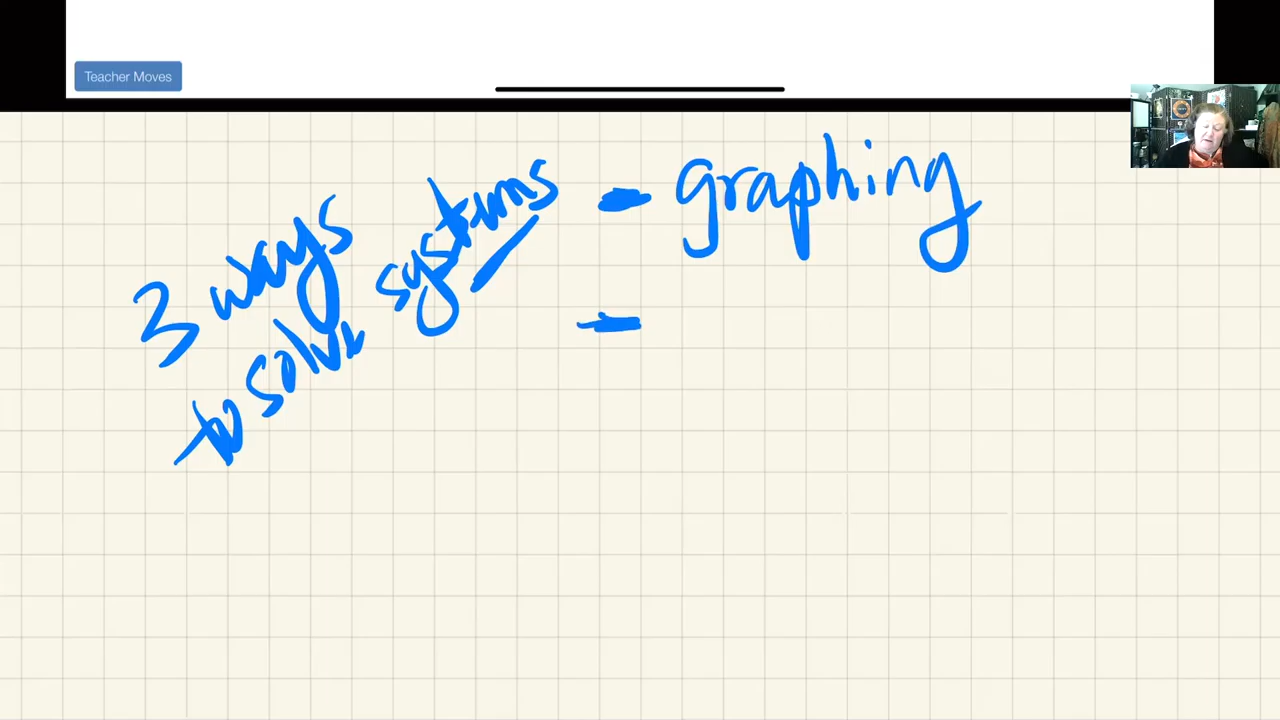 Teacher Moves
3 ways
to solve systems
- graphing
-